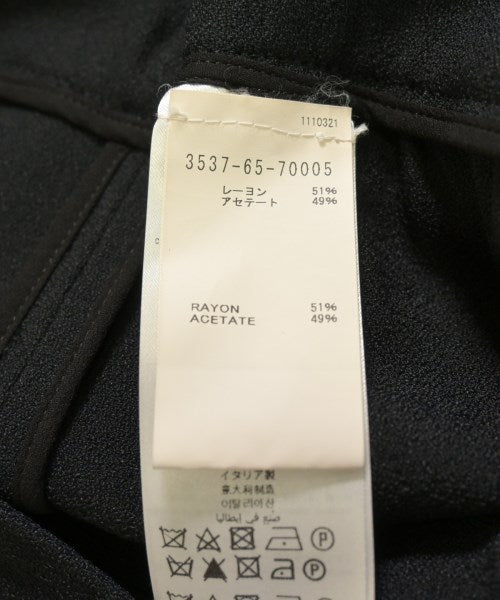 1110321
3537-65-70005
レーヨン 51%
アセテート 49%
RAYON 51%
ACETATE 49%
イタリア製
意大利制造
이탈리아산
صنع في إيطاليا
P
a P